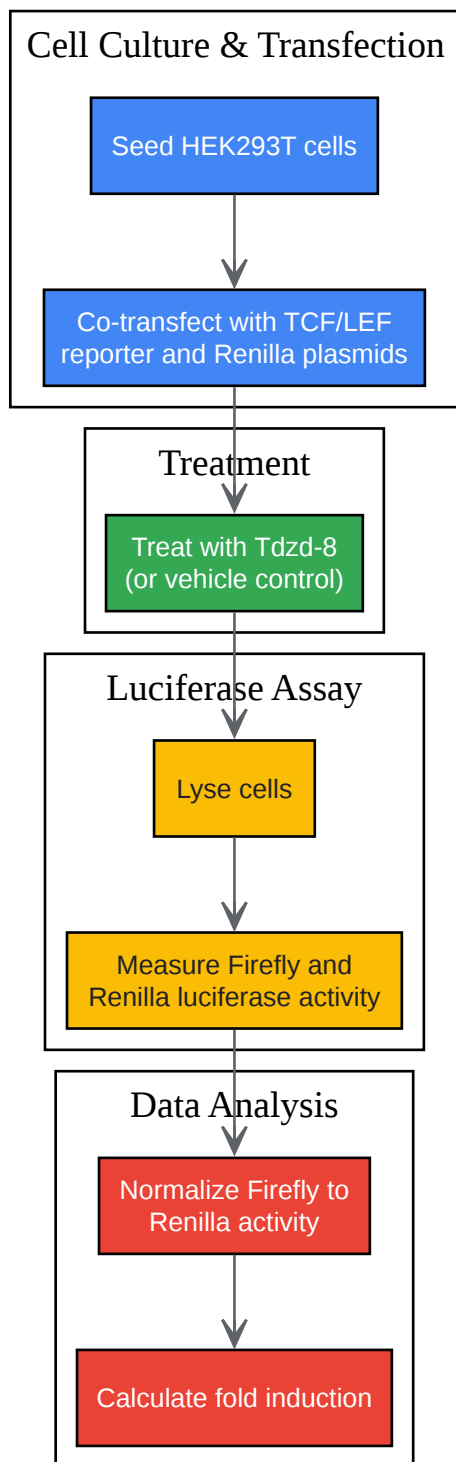 Cell Culture & Transfection
Seed HEK293T cells
Co-transfect with TCF/LEF
reporter and Renilla plasmids
Treatment
Treat with Tdzd-8
(or vehicle control)
Luciferase Assay
Lyse cells
Measure Firefly and
Renilla luciferase activity
Data Analysis
Normalize Firefly to
Renilla activity
Calculate fold induction